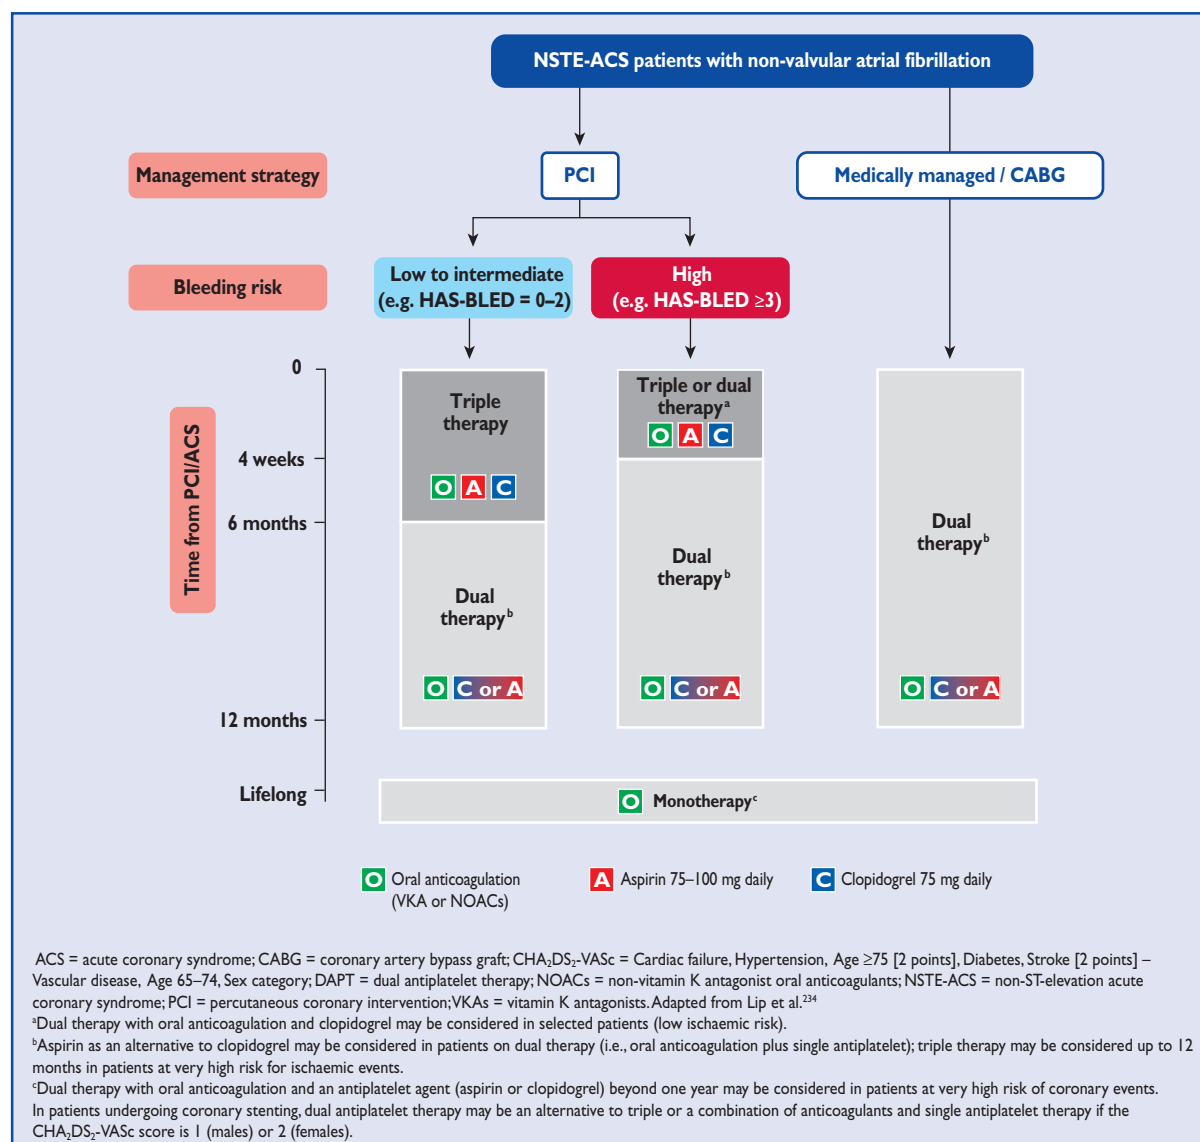 NSTE-ACS patients with non-valvular atrial fibrillation
Management strategy
PCI
Medically managed / CABG
Bleeding risk
Low to intermediate
(e.g. HAS-BLED = 0–2)
High
(e.g. HAS-BLED ≥3)
Time from PCI/ACS
0
4 weeks
6 months
12 months
Lifelong
Triple
therapy
O A C
Dual
therapyᵇ
O C or A
Triple or dual
therapyᵃ
O A C
Dual
therapyᵇ
O C or A
Dual
therapyᵇ
O C or A
O Monotherapyᶜ
O Oral anticoagulation
(VKA or NOACs)
A Aspirin 75–100 mg daily
C Clopidogrel 75 mg daily
ACS = acute coronary syndrome; CABG = coronary artery bypass graft; CHA₂DS₂-VASc = Cardiac failure, Hypertension, Age ≥75 [2 points], Diabetes, Stroke [2 points] –
Vascular disease, Age 65–74, Sex category; DAPT = dual antiplatelet therapy; NOACs = non-vitamin K antagonist oral anticoagulants; NSTE-ACS = non-ST-elevation acute
coronary syndrome; PCI = percutaneous coronary intervention; VKAs = vitamin K antagonists. Adapted from Lip et al.²³⁴
ᵃDual therapy with oral anticoagulation and clopidogrel may be considered in selected patients (low ischaemic risk).
ᵇAspirin as an alternative to clopidogrel may be considered in patients on dual therapy (i.e., oral anticoagulation plus single antiplatelet); triple therapy may be considered up to 12
months in patients at very high risk for ischaemic events.
ᶜDual therapy with oral anticoagulation and an antiplatelet agent (aspirin or clopidogrel) beyond one year may be considered in patients at very high risk of coronary events.
In patients undergoing coronary stenting, dual antiplatelet therapy may be an alternative to triple or a combination of anticoagulants and single antiplatelet therapy if the
CHA₂DS₂-VASc score is 1 (males) or 2 (females).